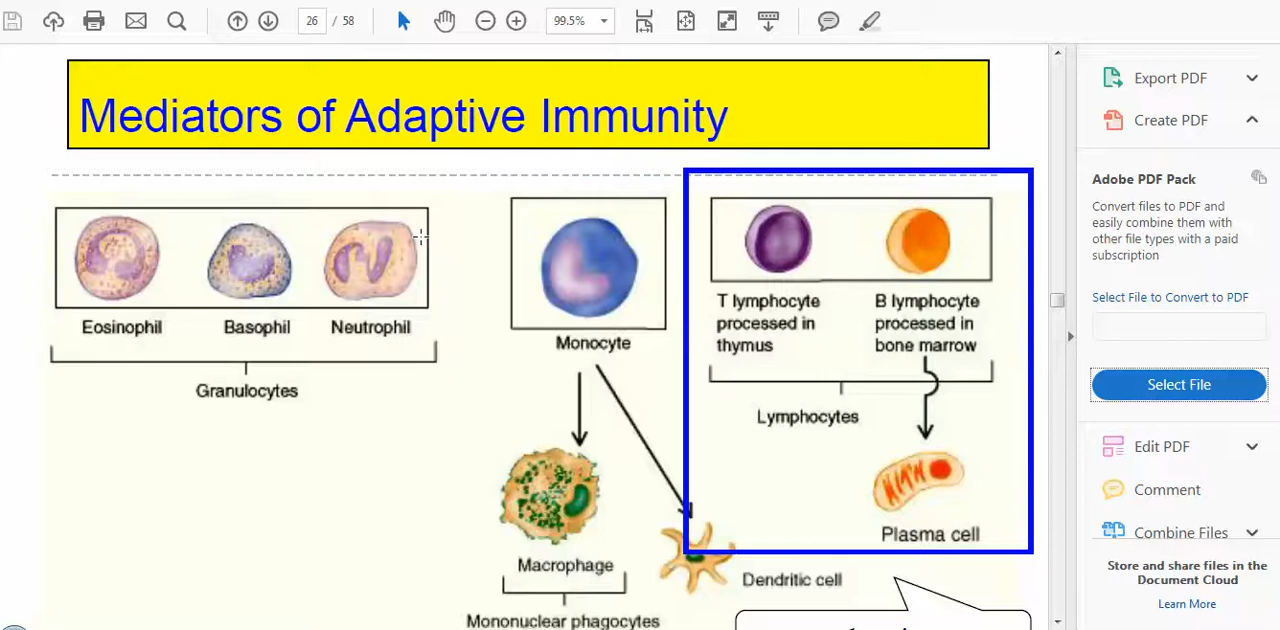 26 / 58
99.5%
Mediators of Adaptive Immunity
Eosinophil
Basophil
Neutrophil
Granulocytes
Monocyte
Macrophage
Mononuclear phagocytes
Dendritic cell
T lymphocyte
processed in
thymus
B lymphocyte
processed in
bone marrow
Lymphocytes
Plasma cell
Export PDF
Create PDF
Adobe PDF Pack
Convert files to PDF and
easily combine them with
other file types with a paid
subscription
Select File to Convert to PDF
Select File
Edit PDF
Comment
Combine Files
Store and share files in the
Document Cloud
Learn More